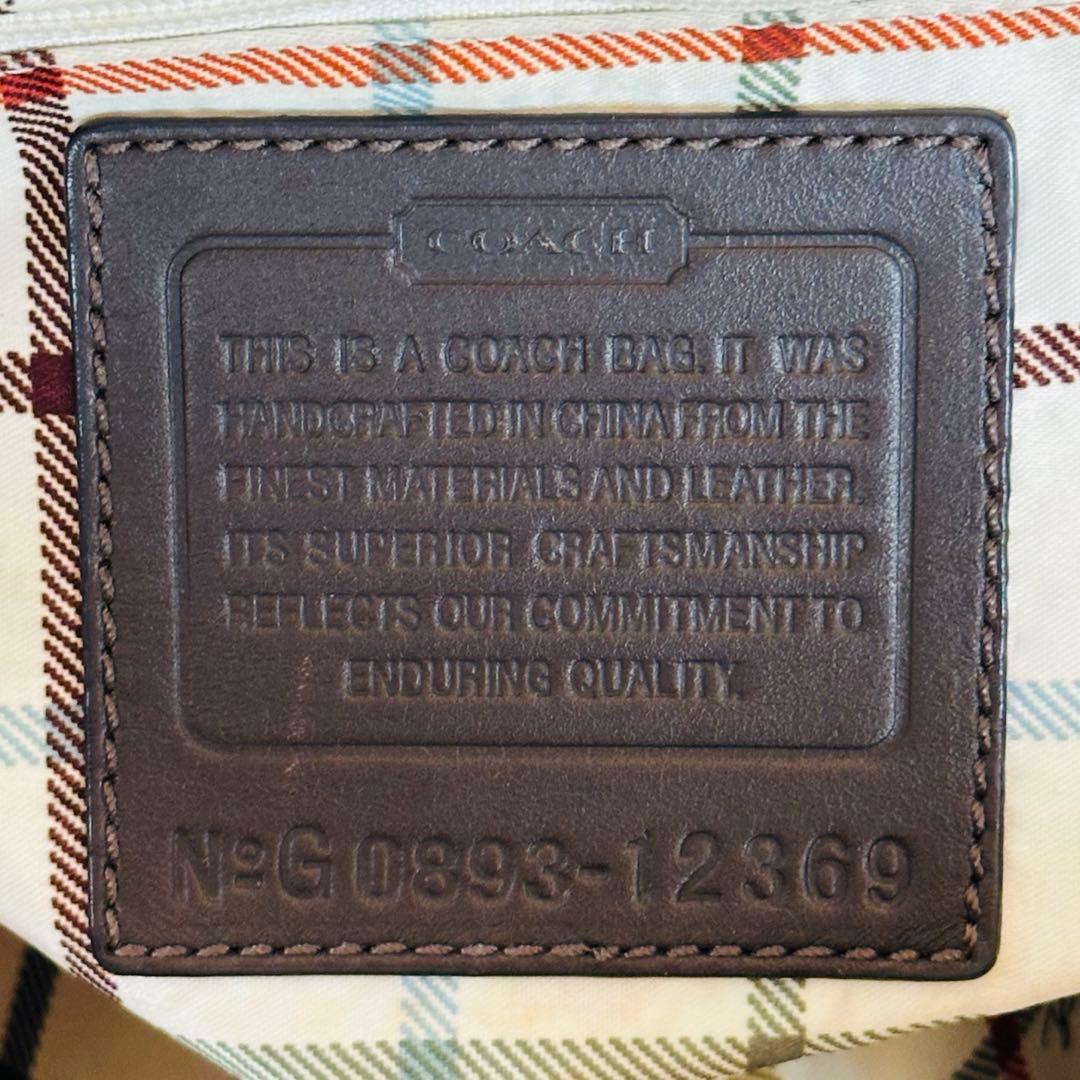 COACH
THIS IS A COACH BAG. IT WAS
HANDCRAFTED IN CHINA FROM THE
FINEST MATERIALS AND LEATHER.
ITS SUPERIOR CRAFTSMANSHIP
REFLECTS OUR COMMITMENT TO
ENDURING QUALITY.
NºG0893-12369